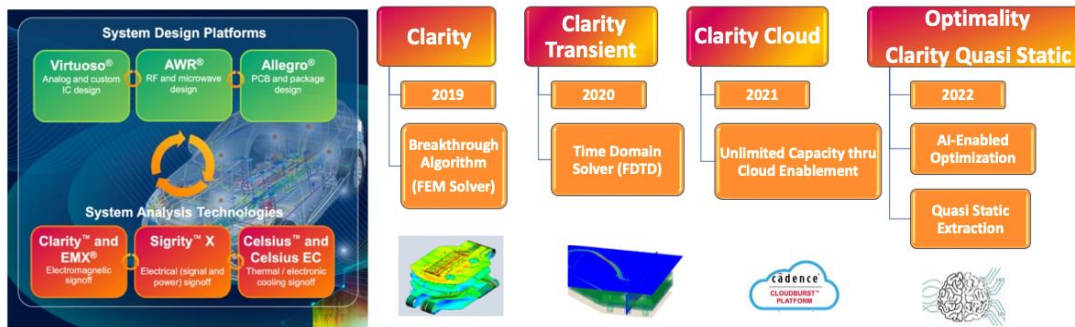 System Design Platforms
Virtuoso®
Analog and custom
IC design
AWR®
RF and microwave
design
Allegro®
PCB and package
design
System Analysis Technologies
Clarity™ and
EMX®
Electromagnetic
signoff
Sigrity™ X
Electrical (signal and
power) signoff
Celsius™ and
Celsius EC
Thermal / electronic
cooling signoff
Clarity
2019
Breakthrough
Algorithm
(FEM Solver)
Clarity
Transient
2020
Time Domain
Solver (FDTD)
Clarity Cloud
2021
Unlimited Capacity thru
Cloud Enablement
cādence®
CLOUDBURST™
PLATFORM
Optimality
Clarity Quasi Static
2022
AI-Enabled
Optimization
Quasi Static
Extraction